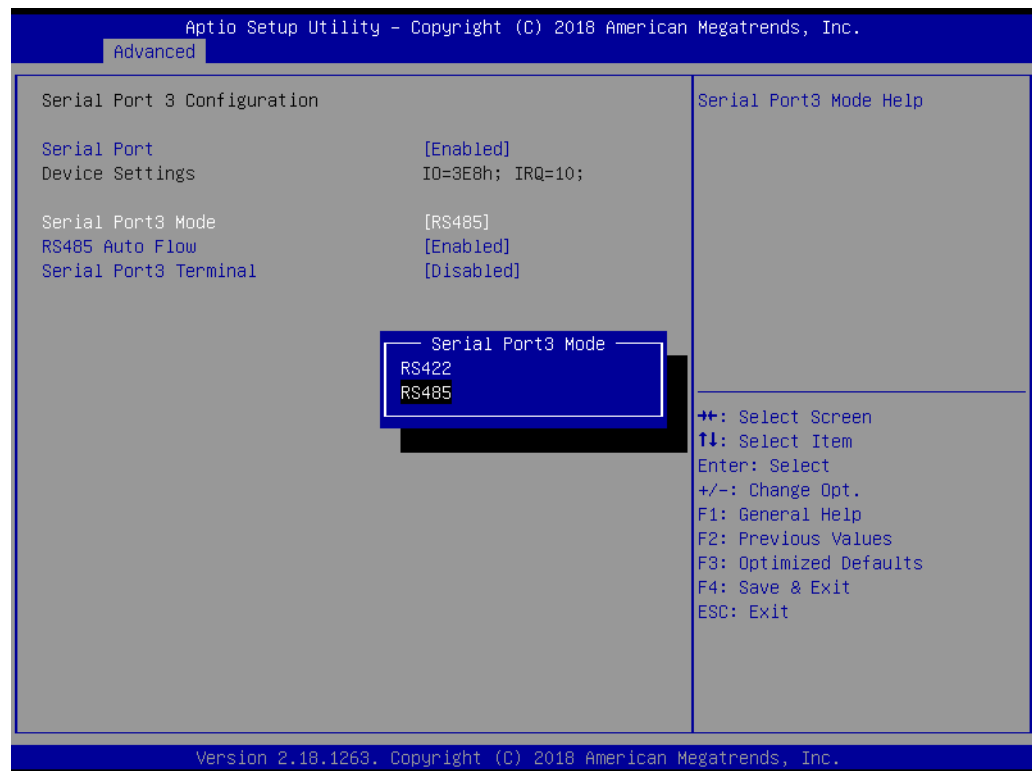 Aptio Setup Utility – Copyright (C) 2018 American Megatrends, Inc.
Advanced
Serial Port 3 Configuration
Serial Port [Enabled]
Device Settings IO=3E8h; IRQ=10;
Serial Port3 Mode [RS485]
RS485 Auto Flow [Enabled]
Serial Port3 Terminal [Disabled]
Serial Port3 Mode
RS422
RS485
Serial Port3 Mode Help
→←: Select Screen
↑↓: Select Item
Enter: Select
+/-: Change Opt.
F1: General Help
F2: Previous Values
F3: Optimized Defaults
F4: Save & Exit
ESC: Exit
Version 2.18.1263. Copyright (C) 2018 American Megatrends, Inc.